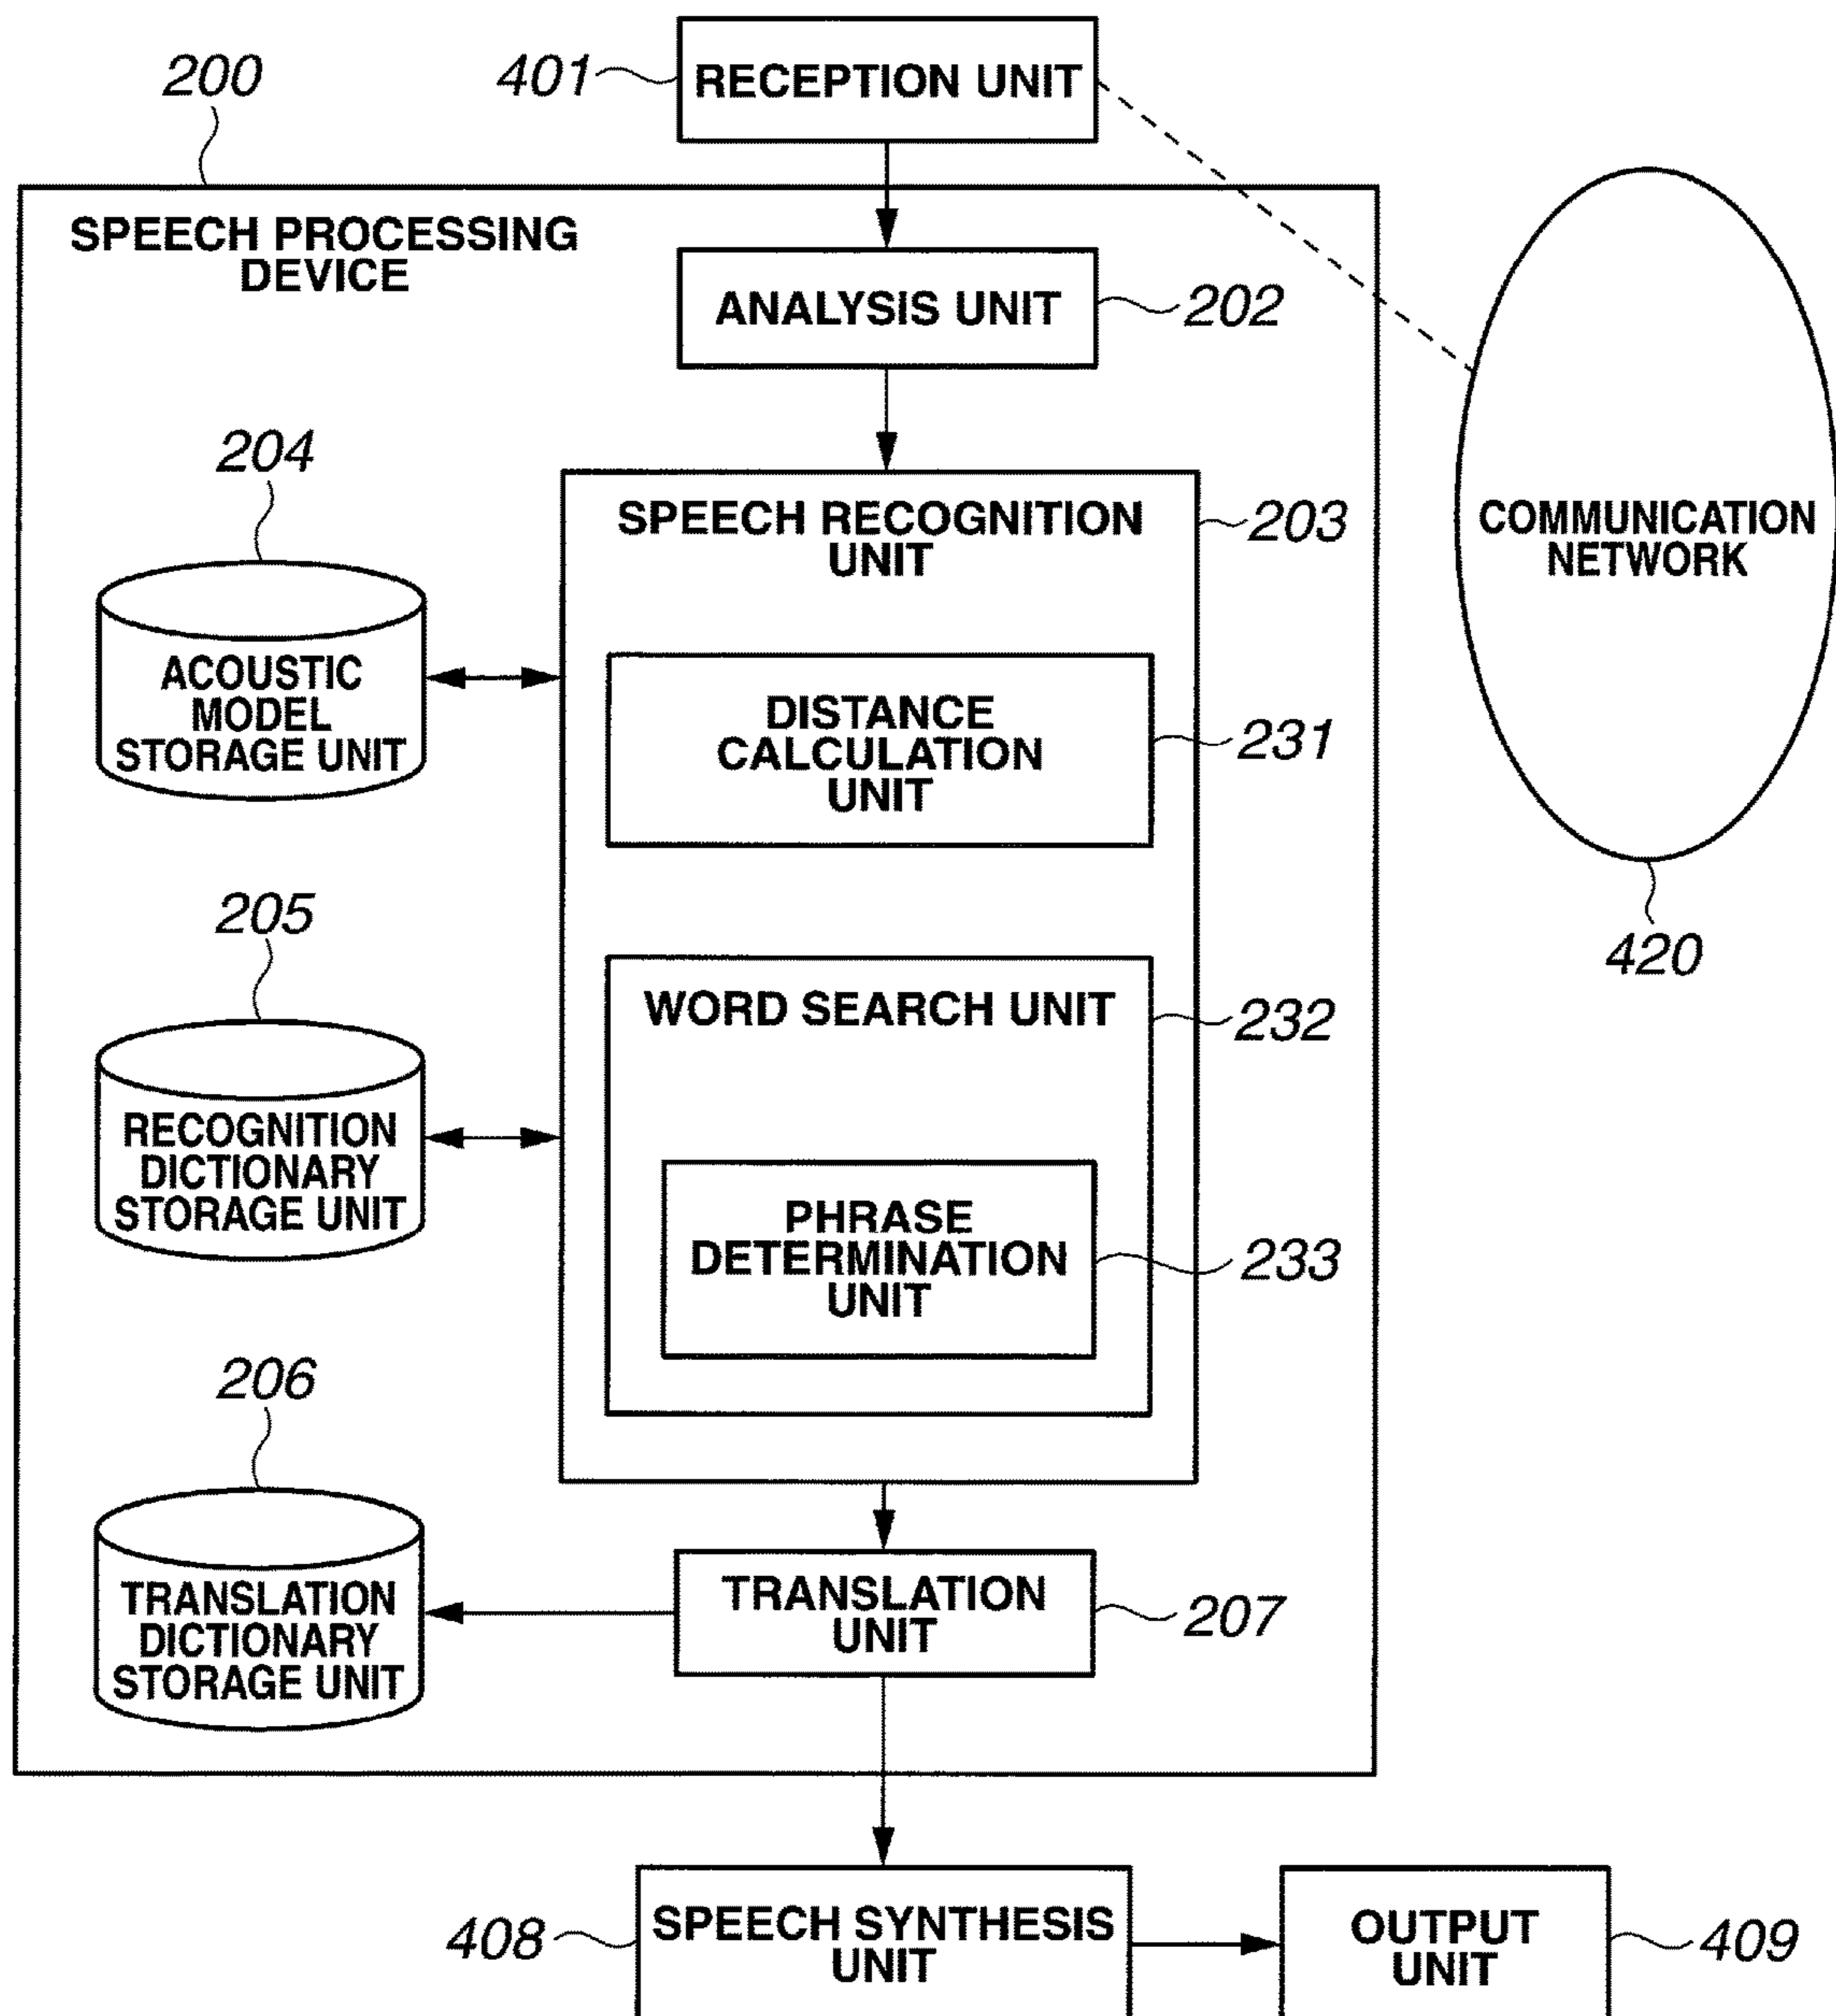 401
RECEPTION UNIT
200
SPEECH PROCESSING
DEVICE
ANALYSIS UNIT
202
204
SPEECH RECOGNITION
UNIT
203
COMMUNICATION
NETWORK
420
ACOUSTIC
MODEL
STORAGE UNIT
DISTANCE
CALCULATION
UNIT
231
205
WORD SEARCH UNIT
232
RECOGNITION
DICTIONARY
STORAGE UNIT
PHRASE
DETERMINATION
UNIT
233
206
TRANSLATION
DICTIONARY
STORAGE UNIT
TRANSLATION
UNIT
207
408
SPEECH SYNTHESIS
UNIT
OUTPUT
UNIT
409